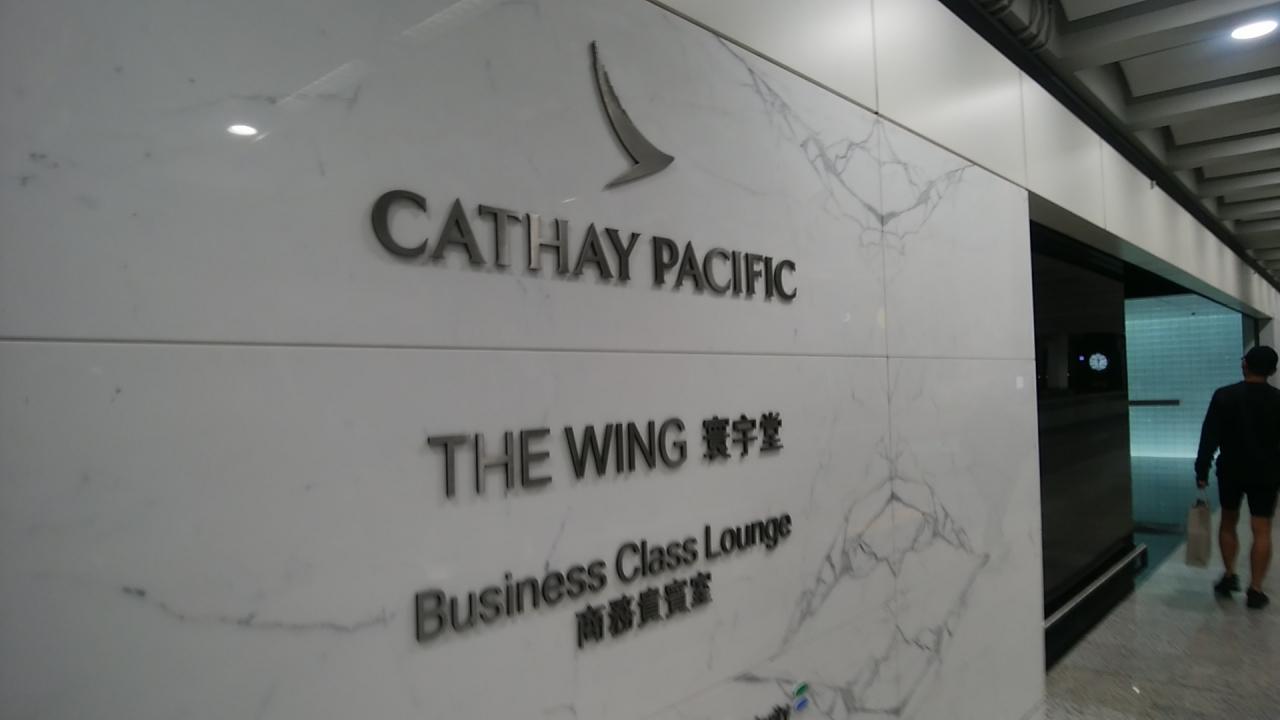 CATHAY PACIFIC
THE WING 寰宇堂
Business Class Lounge
商務貴賓室